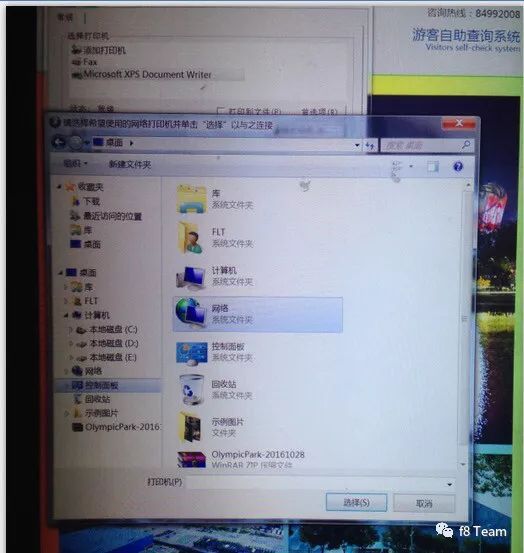 常规
咨询热线：84992008
选择打印机
游客自助查询系统
Visitors self-check system
添加打印机
Fax
Microsoft XPS Document Writer
状态：就绪
打印到文件(F)
首选项(R)
请选择希望使用的网络打印机并单击“选择”以与之连接
桌面
搜索 桌面
组织
新建文件夹
收藏夹
下载
最近访问的位置
库
桌面
桌面
库
FLT
计算机
本地磁盘 (C:)
本地磁盘 (D:)
本地磁盘 (E:)
网络
控制面板
回收站
示例图片
OlympicPark-2016:
库
系统文件夹
FLT
系统文件夹
计算机
系统文件夹
网络
系统文件夹
控制面板
系统文件夹
回收站
系统文件夹
示例图片
文件夹
OlympicPark-20161028
WinRAR ZIP 压缩文件
打印机(P)
选择(S)
取消
f8 Team